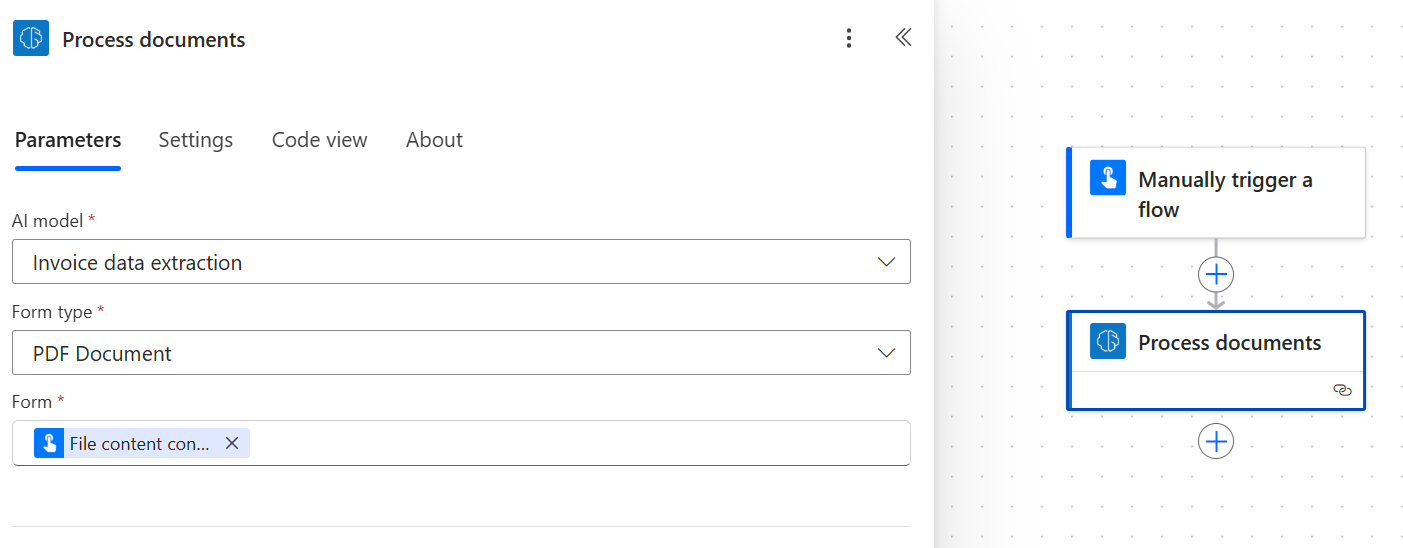 Process documents
Parameters Settings Code view About
AI model *
Invoice data extraction
Form type *
PDF Document
Form *
File content con...
Manually trigger a
flow
Process documents